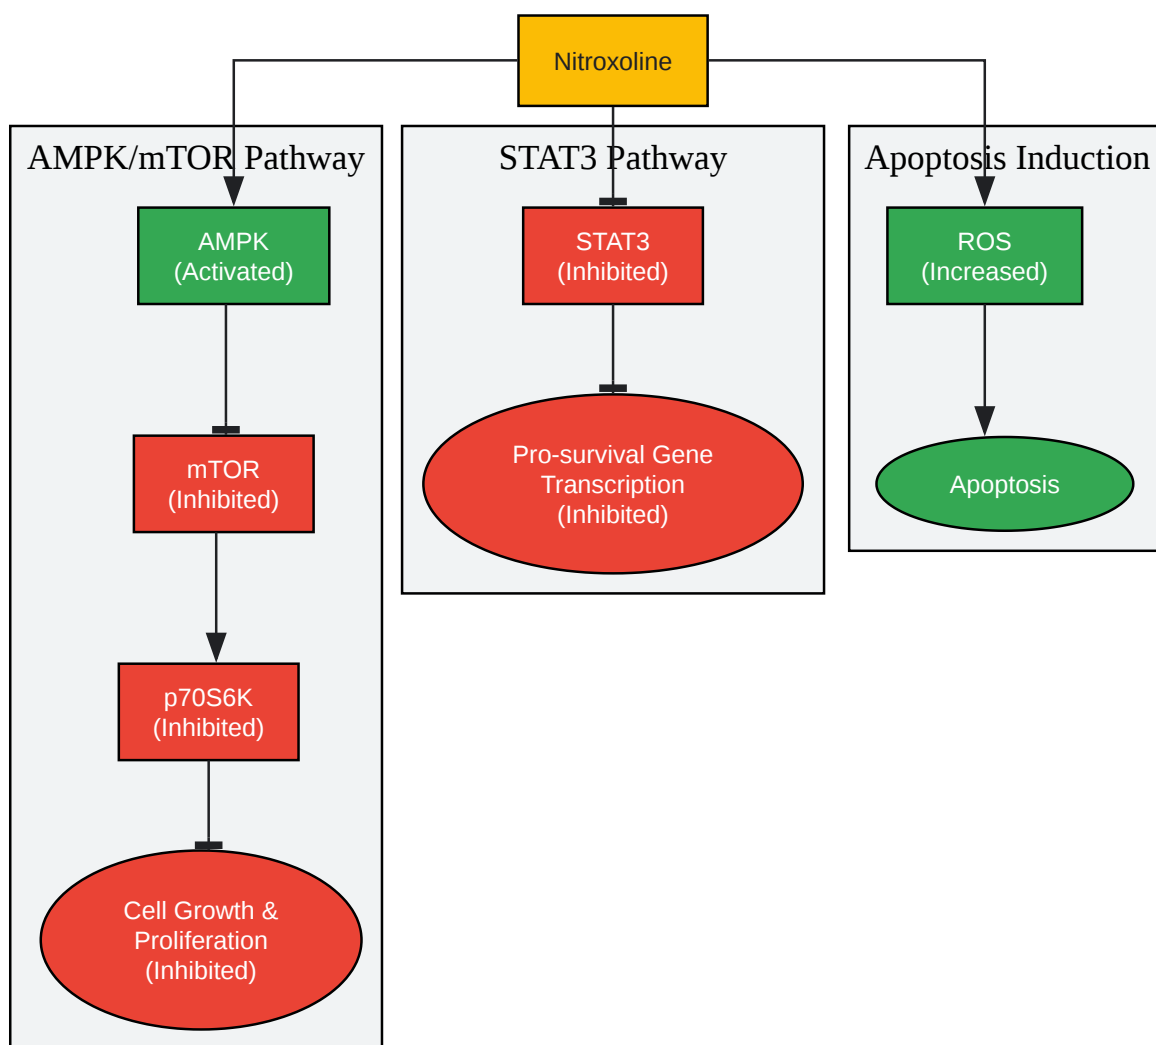 Nitroxoline
AMPK/mTOR Pathway
AMPK
(Activated)
mTOR
(Inhibited)
p70S6K
(Inhibited)
Cell Growth &
Proliferation
(Inhibited)
STAT3 Pathway
STAT3
(Inhibited)
Pro-survival Gene
Transcription
(Inhibited)
Apoptosis Induction
ROS
(Increased)
Apoptosis